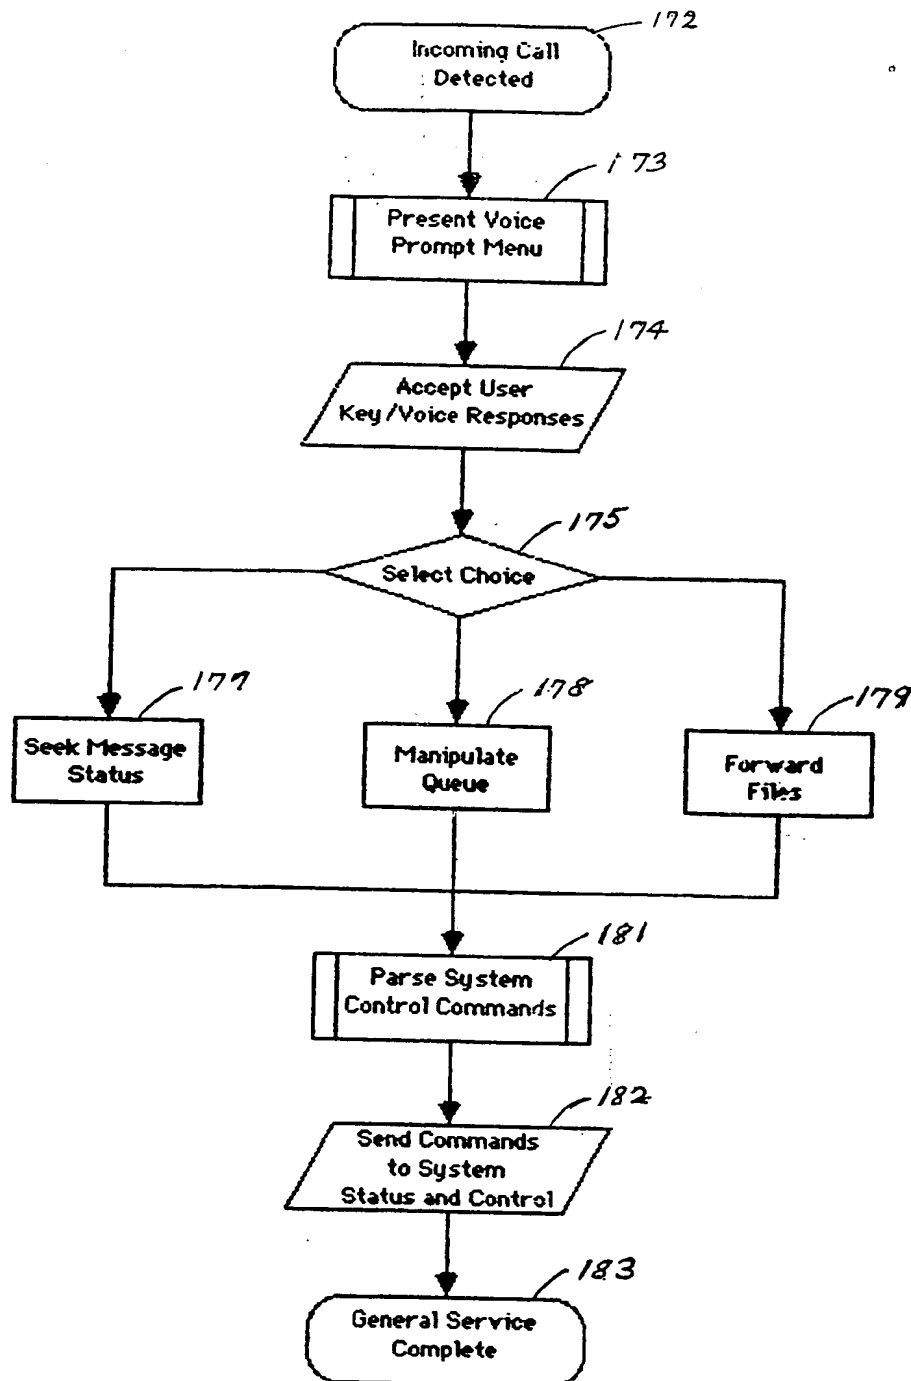 172
Incoming Call
Detected
173
Present Voice
Prompt Menu
174
Accept User
Key/Voice Responses
175
Select Choice
177
Seek Message
Status
178
Manipulate
Queue
179
Forward
Files
181
Parse System
Control Commands
182
Send Commands
to System
Status and Control
183
General Service
Complete